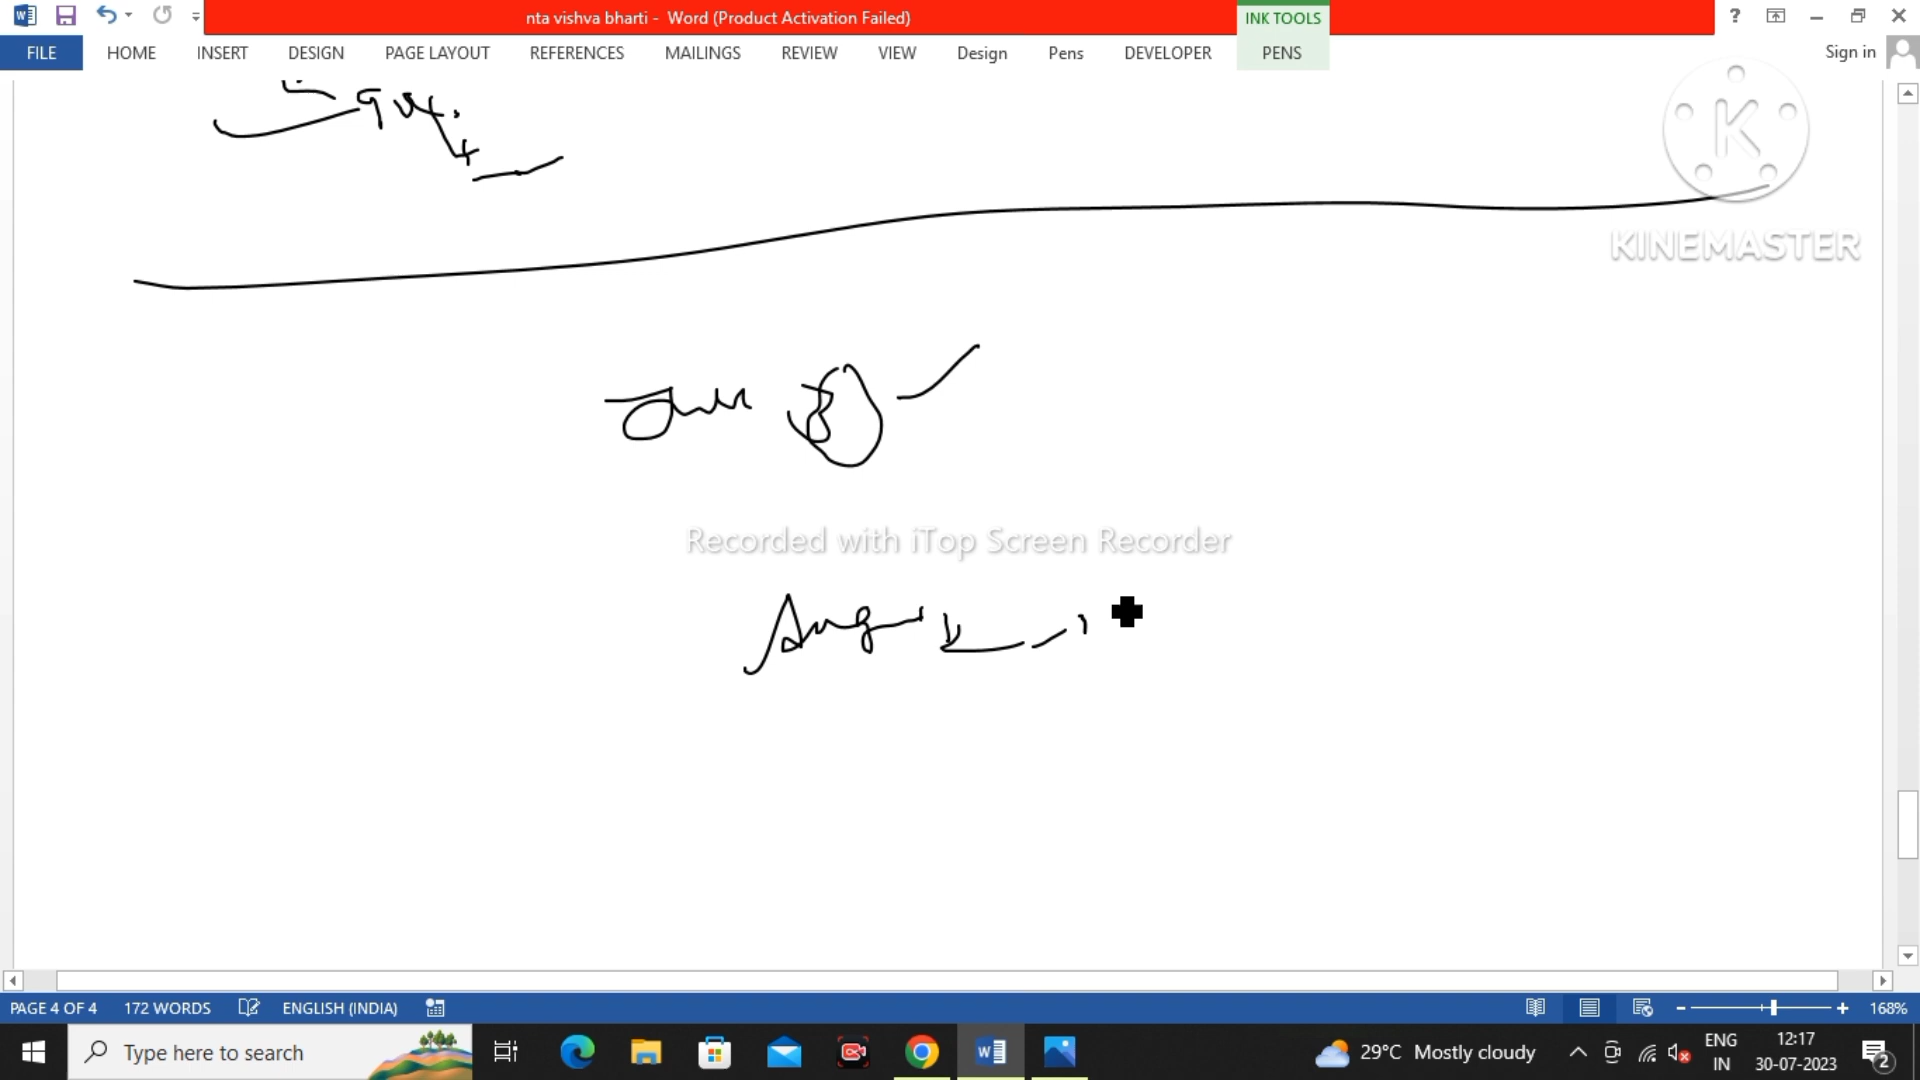 nta vishva bharti - Word (Product Activation Failed)
INK TOOLS
FILE HOME INSERT DESIGN PAGE LAYOUT REFERENCES MAILINGS REVIEW VIEW Design Pens DEVELOPER PENS
Sign in
K
KINEMASTER
Recorded with iTop Screen Recorder
PAGE 4 OF 4 172 WORDS ENGLISH (INDIA) 168%
Type here to search
29°C Mostly cloudy
ENG
IN
12:17
30-07-2023
2